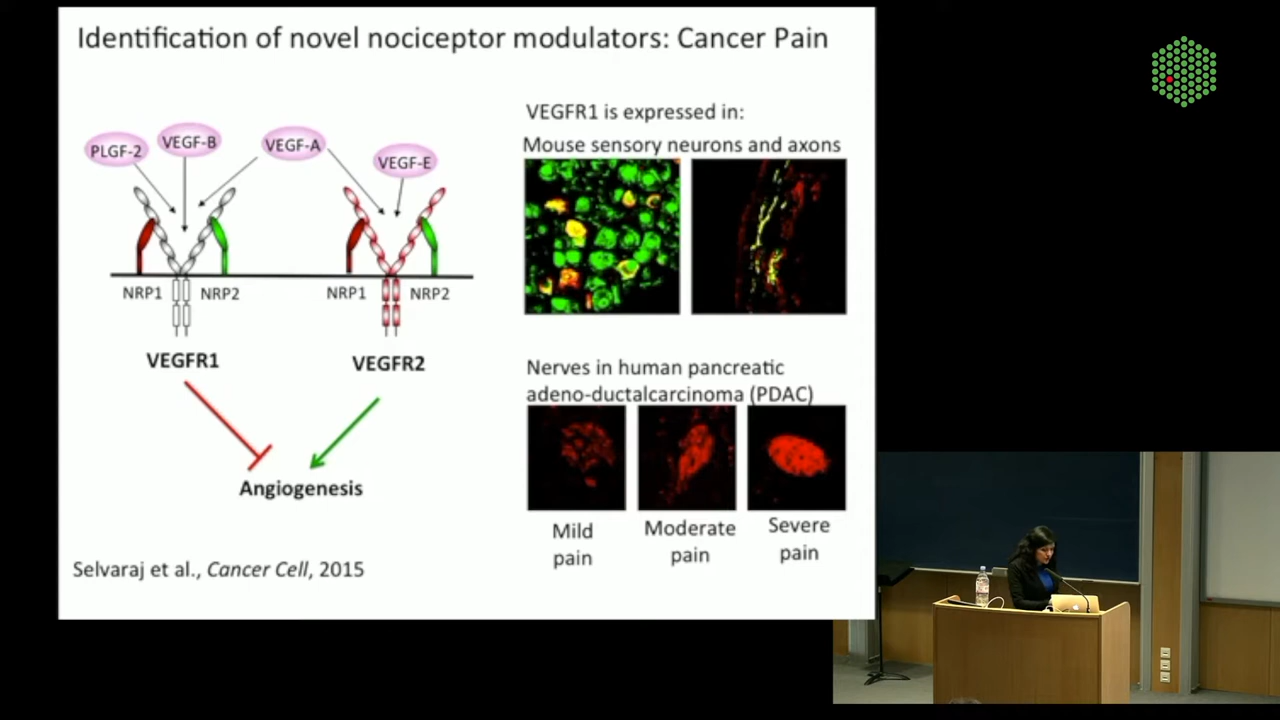 Identification of novel nociceptor modulators: Cancer Pain
PLGF-2
VEGF-B
VEGF-A
VEGF-E
NRP1
NRP2
NRP1
NRP2
VEGFR1
VEGFR2
Angiogenesis
Selvaraj et al., Cancer Cell, 2015
VEGFR1 is expressed in:
Mouse sensory neurons and axons
Nerves in human pancreatic
adeno-ductalcarcinoma (PDAC)
Mild
pain
Moderate
pain
Severe
pain